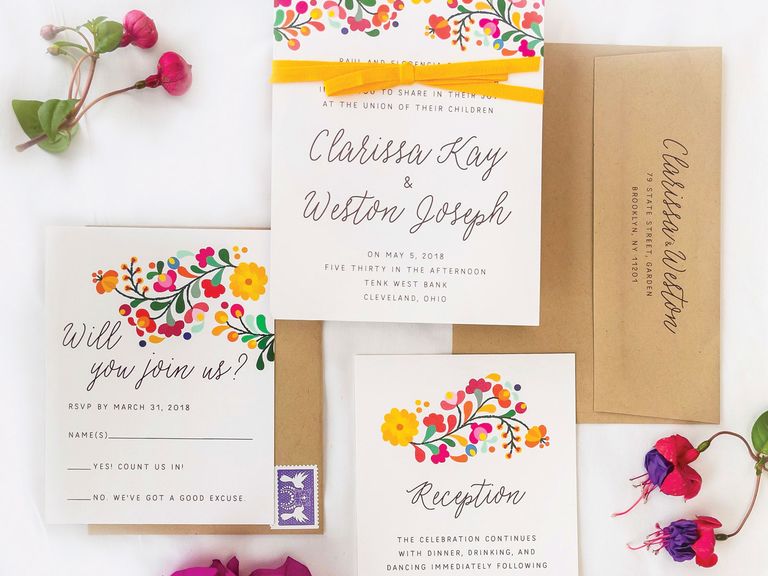 PAUL AND FLORENCIA
TO SHARE IN THEIR JOY
AT THE UNION OF THEIR CHILDREN
Clarissa Kay
&
Weston Joseph
ON MAY 5, 2018
FIVE THIRTY IN THE AFTERNOON
TENK WEST BANK
CLEVELAND, OHIO
Clarissa & Weston
79 STATE STREET, GARDEN
BROOKLYN, NY 11201
Will
you join us?
RSVP BY MARCH 31, 2018
NAME(S)
YES! COUNT US IN!
NO. WE'VE GOT A GOOD EXCUSE.
Reception
THE CELEBRATION CONTINUES
WITH DINNER, DRINKING, AND
DANCING IMMEDIATELY FOLLOWING